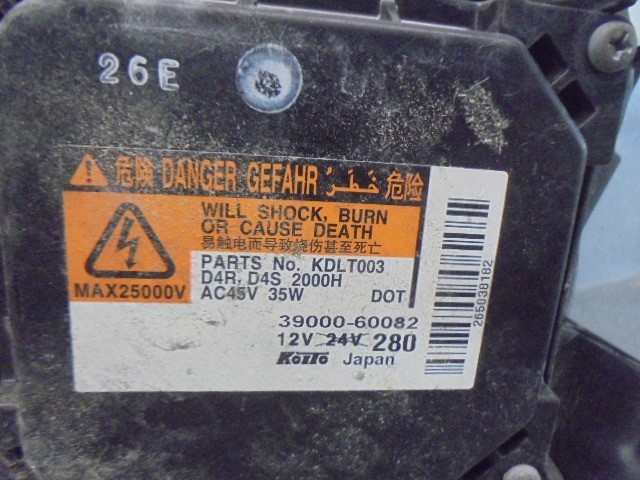 26E
危険 DANGER GEFAHR خَطَرْ 危险
WILL SHOCK, BURN
OR CAUSE DEATH
易触电而导致烧伤甚至死亡
MAX25000V
PARTS No. KDLT003
D4R, D4S 2000H
AC45V 35W DOT
39000-60082
12V 24V 280
KOITO Japan
265038182